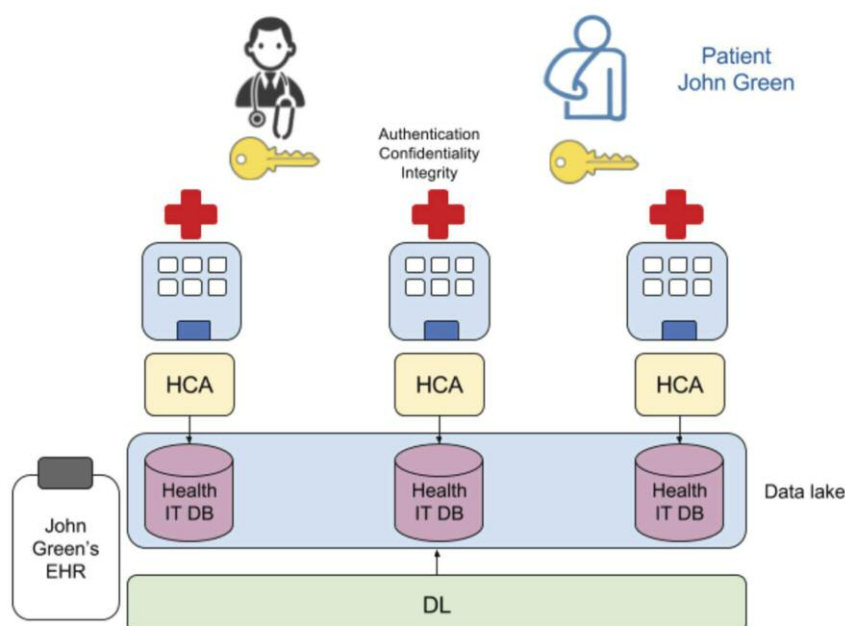 Patient
John Green
Authentication
Confidentiality
Integrity
HCA
HCA
HCA
Health
IT DB
Health
IT DB
Health
IT DB
Data lake
John
Green's
EHR
DL